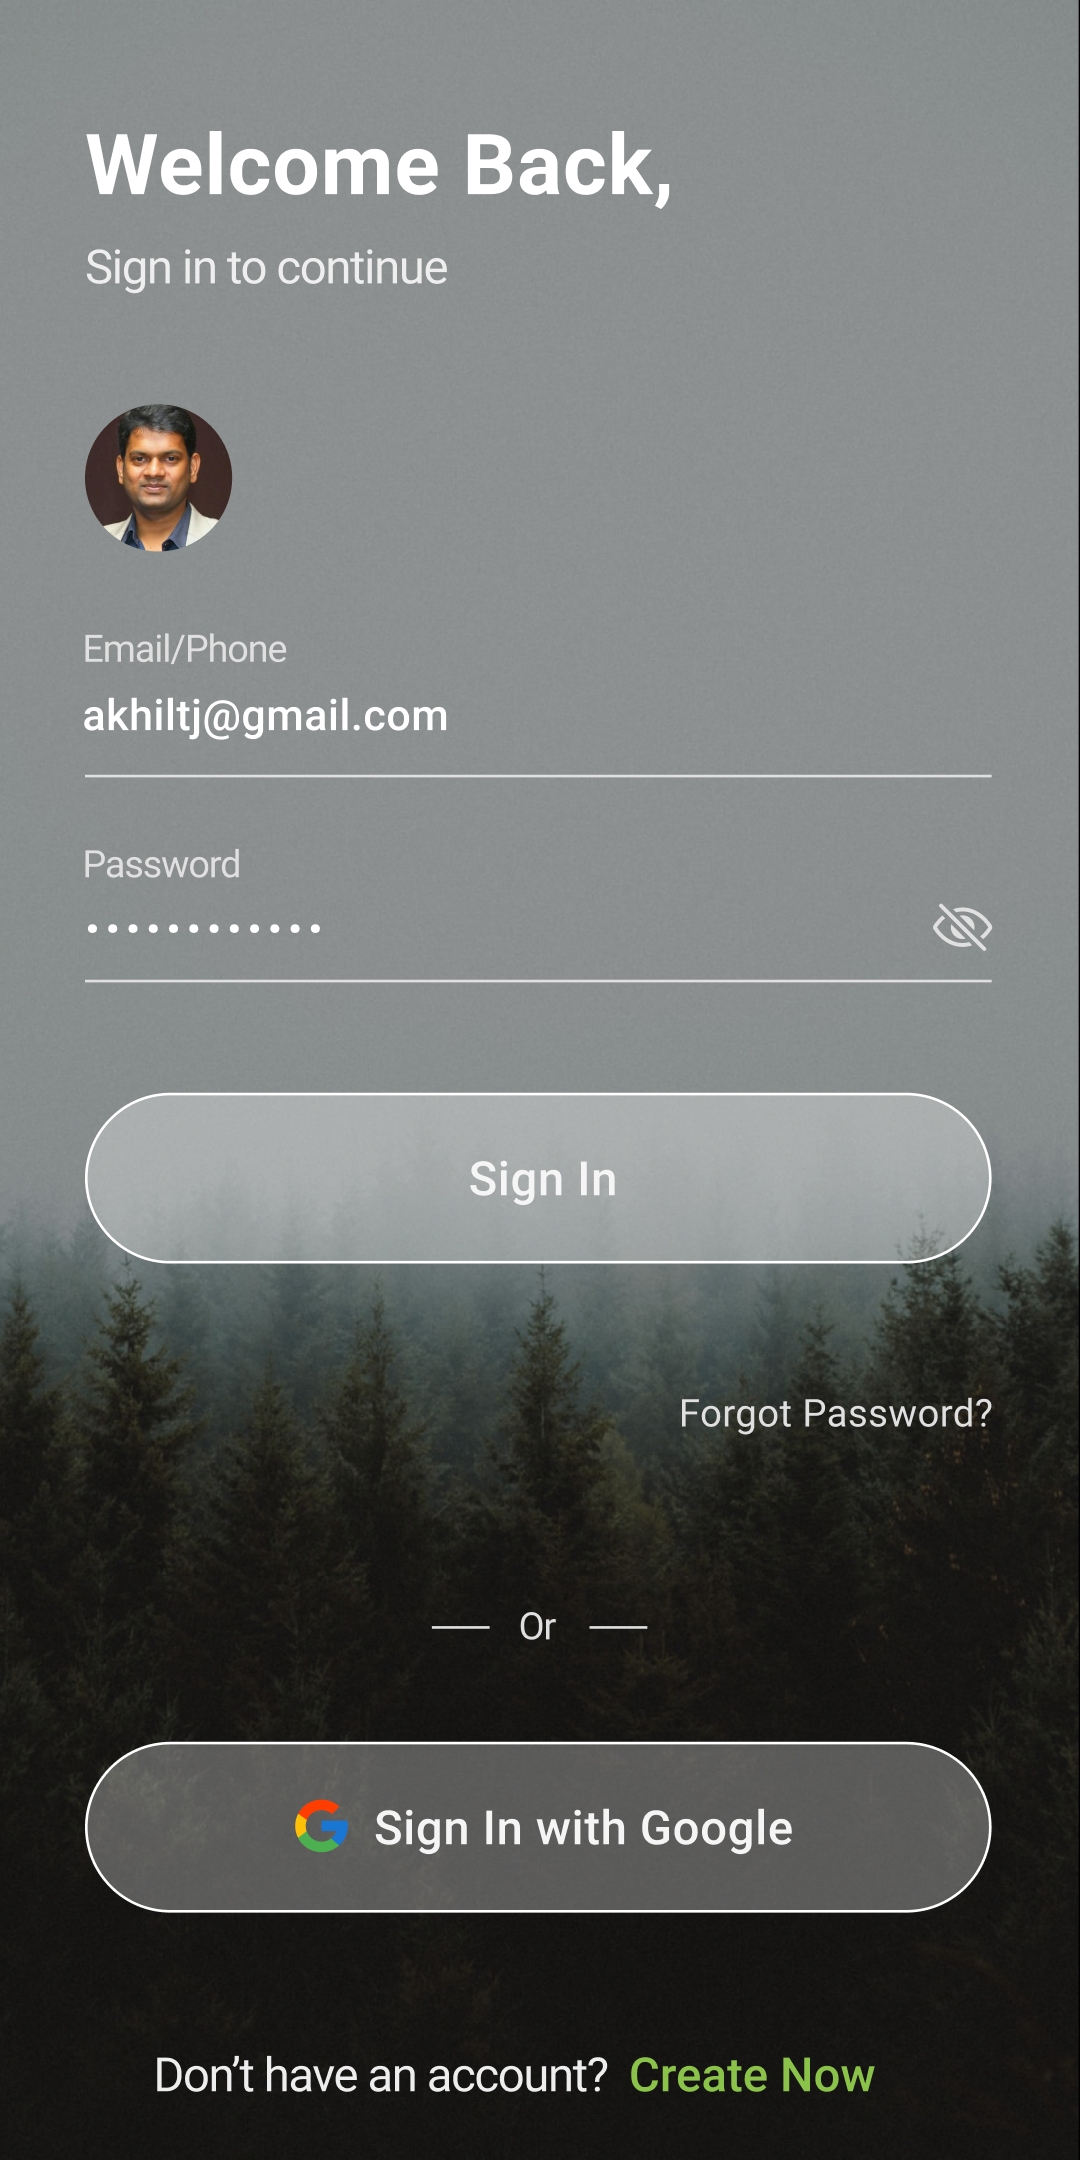 Welcome Back,
Sign in to continue
Email/Phone
akhiltj@gmail.com
Password
••••••••••••
Sign In
Forgot Password?
Or
Sign In with Google
Don’t have an account? Create Now